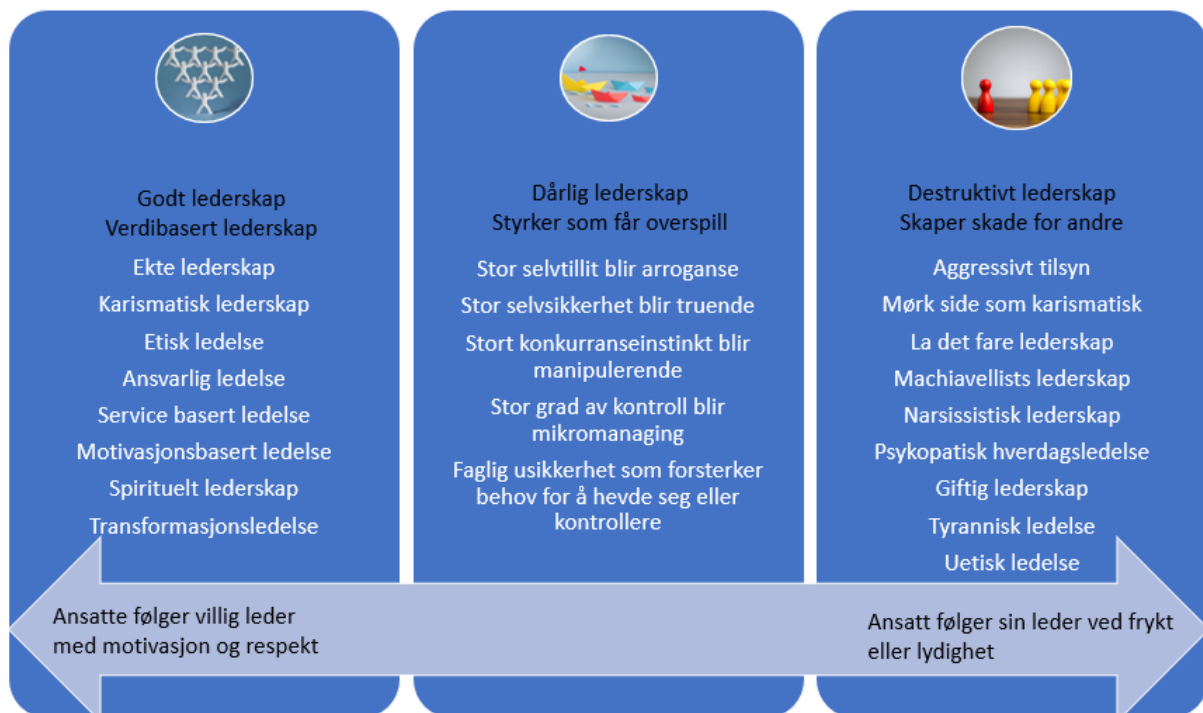 Godt lederskap
Verdibasert lederskap
Ekte lederskap
Karismatisk lederskap
Etisk ledelse
Ansvarlig ledelse
Service basert ledelse
Motivasjonsbasert ledelse
Spirituelt lederskap
Transformasjonsledelse
Dårlig lederskap
Styrker som får overspill
Stor selvtillit blir arroganse
Stor selvsikkerhet blir truende
Stort konkurranseinstinkt blir
manipulerende
Stor grad av kontroll blir
mikromanaging
Faglig usikkerhet som forsterker
behov for å hevde seg eller
kontrollere
Destruktivt lederskap
Skaper skade for andre
Aggressivt tilsyn
Mørk side som karismatisk
La det fare lederskap
Machiavellists lederskap
Narsissistisk lederskap
Psykopatisk hverdagsledelse
Giftig lederskap
Tyrannisk ledelse
Uetisk ledelse
Ansatte følger villig leder
med motivasjon og respekt
Ansatt følger sin leder ved frykt
eller lydighet